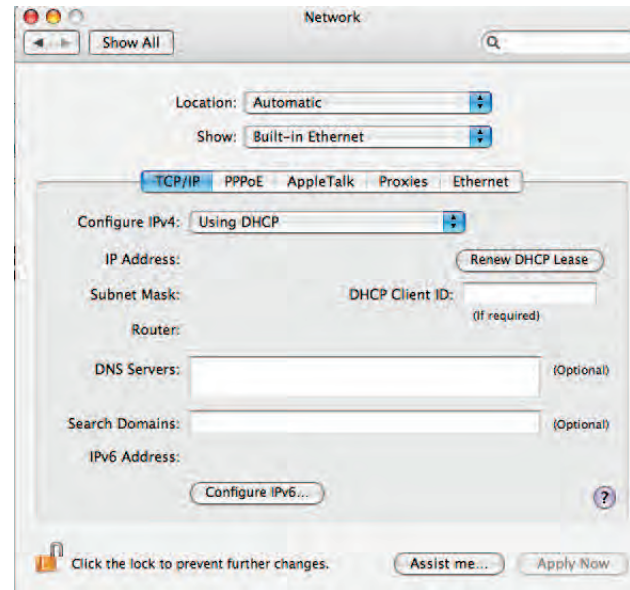 Network
Show All
Location: Automatic
Show: Built-in Ethernet
TCP/IP PPPoE AppleTalk Proxies Ethernet
Configure IPv4: Using DHCP
IP Address: Renew DHCP Lease
Subnet Mask: DHCP Client ID:
(If required)
Router:
DNS Servers: (Optional)
Search Domains: (Optional)
IPv6 Address:
Configure IPv6...
?
Click the lock to prevent further changes. Assist me... Apply Now